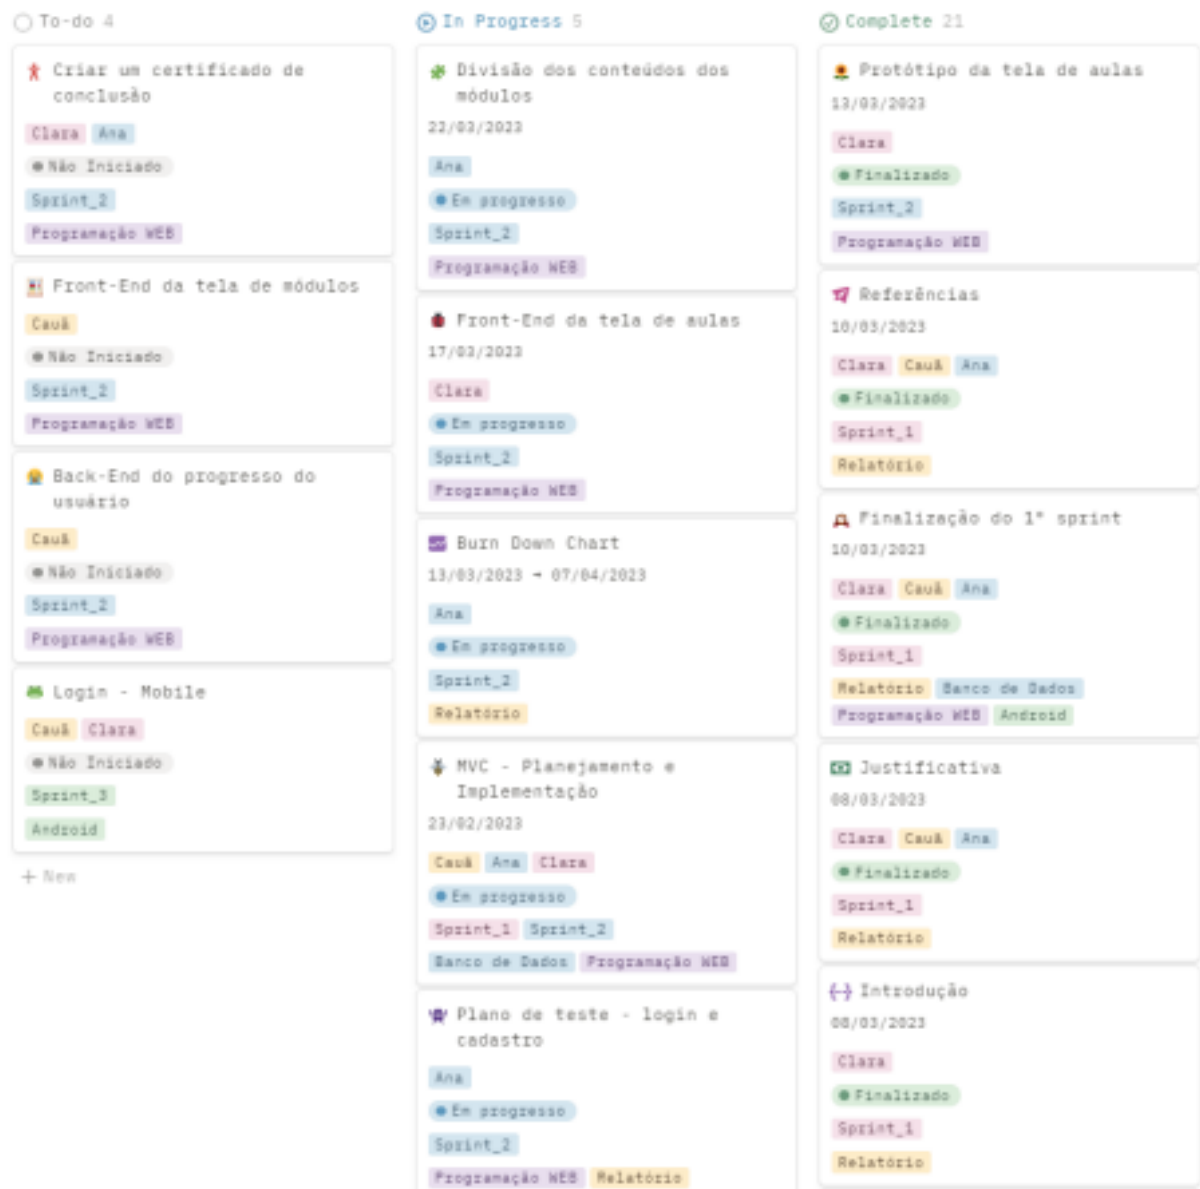 To-do 4
Criar um certificado de
conclusão
Clara Ana
Não Iniciado
Sprint_2
Programação WEB
Front-End da tela de módulos
Cauã
Não Iniciado
Sprint_2
Programação WEB
Back-End do progresso do
usuário
Cauã
Não Iniciado
Sprint_2
Programação WEB
Login - Mobile
Cauã Clara
Não Iniciado
Sprint_3
Android
+ New
In Progress 5
Divisão dos conteúdos dos
módulos
22/03/2023
Ana
Em progresso
Sprint_2
Programação WEB
Front-End da tela de aulas
17/03/2023
Clara
Em progresso
Sprint_2
Programação WEB
Burn Down Chart
13/03/2023 → 07/04/2023
Ana
Em progresso
Sprint_2
Relatório
MVC - Planejamento e
Implementação
23/02/2023
Cauã Ana Clara
Em progresso
Sprint_1 Sprint_2
Banco de Dados Programação WEB
Plano de teste - login e
cadastro
Ana
Em progresso
Sprint_2
Programação WEB Relatório
Complete 21
Protótipo da tela de aulas
13/03/2023
Clara
Finalizado
Sprint_2
Programação WEB
Referências
10/03/2023
Clara Cauã Ana
Finalizado
Sprint_1
Relatório
Finalização do 1° sprint
10/03/2023
Clara Cauã Ana
Finalizado
Sprint_1
Relatório Banco de Dados
Programação WEB Android
Justificativa
08/03/2023
Clara Cauã Ana
Finalizado
Sprint_1
Relatório
Introdução
08/03/2023
Clara
Finalizado
Sprint_1
Relatório